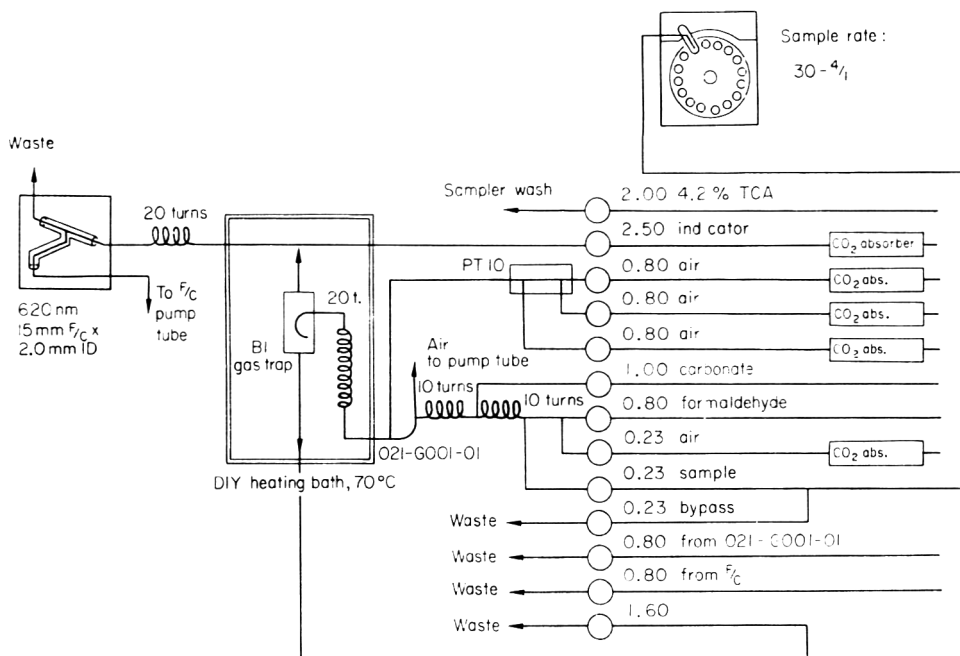 Sample rate :
30-4/1
Waste
20 turns
Sampler wash
2.00 4.2 % TCA
2.50 indicator
CO2 absorber
PT 10
0.80 air
CO2 abs.
0.80 air
CO2 abs.
0.80 air
CO2 abs.
To F/C
pump
tube
620 nm
15 mm F/C x
2.0 mm ID
B1
gas trap
20 t.
Air
to pump tube
10 turns
10 turns
1.00 carbonate
0.80 formaldehyde
0.23 air
CO2 abs.
021-G001-01
0.23 sample
DIY heating bath, 70°C
0.23 bypass
Waste
0.80 from 021-G001-01
Waste
0.80 from F/C
Waste
1.60
Waste